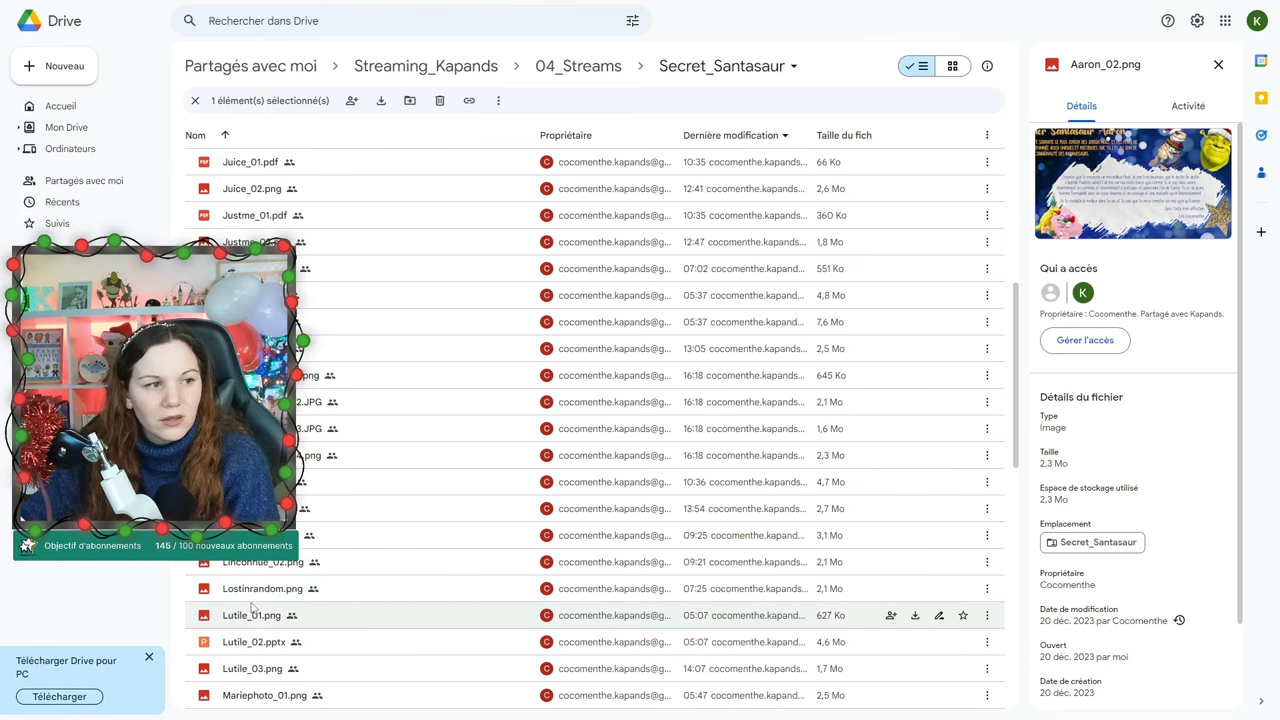 Drive
Rechercher dans Drive
K
Nouveau
Accueil
Mon Drive
Ordinateurs
Partagés avec moi
Récents
Suivis
Partagés avec moi > Streaming_Kapands > 04_Streams > Secret_Santasaur
1 élément(s) sélectionné(s)
Nom Propriétaire Dernière modification Taille du fich
Juice_01.pdf C cocomenthe.kapands@g... 10:35 cocomenthe.kapands... 66 Ko
Juice_02.png C cocomenthe.kapands@g... 12:41 cocomenthe.kapands... 2,6 Mo
Justme_01.pdf C cocomenthe.kapands@g... 10:35 cocomenthe.kapands... 360 Ko
C cocomenthe.kapands@g... 12:47 cocomenthe.kapands... 1,8 Mo
C cocomenthe.kapands@g... 07:02 cocomenthe.kapand... 551 Ko
C cocomenthe.kapands@g... 05:37 cocomenthe.kapand... 4,8 Mo
C cocomenthe.kapands@g... 05:37 cocomenthe.kapand... 7,6 Mo
C cocomenthe.kapands@g... 13:05 cocomenthe.kapands... 2,5 Mo
.png C cocomenthe.kapands@g... 16:18 cocomenthe.kapands... 645 Ko
2.JPG C cocomenthe.kapands@g... 16:18 cocomenthe.kapands... 2,1 Mo
3.JPG C cocomenthe.kapands@g... 16:18 cocomenthe.kapands... 1,6 Mo
.png C cocomenthe.kapands@g... 16:18 cocomenthe.kapands... 2,3 Mo
C cocomenthe.kapands@g... 10:36 cocomenthe.kapands... 4,7 Mo
C cocomenthe.kapands@g... 13:54 cocomenthe.kapands... 2,7 Mo
C cocomenthe.kapands@g... 09:25 cocomenthe.kapands... 3,1 Mo
Linconnue_02.png C cocomenthe.kapands@g... 09:21 cocomenthe.kapands... 2,1 Mo
Lostinrandom.png C cocomenthe.kapands@g... 07:25 cocomenthe.kapands... 2,1 Mo
Lutile_01.png C cocomenthe.kapands@g... 05:07 cocomenthe.kapands... 627 Ko
Lutile_02.pptx C cocomenthe.kapands@g... 05:07 cocomenthe.kapands... 4,6 Mo
Lutile_03.png C cocomenthe.kapands@g... 14:07 cocomenthe.kapands... 1,7 Mo
Mariephoto_01.png C cocomenthe.kapands@g... 05:47 cocomenthe.kapands... 2,5 Mo
Objectif d'abonnements 145 / 100 nouveaux abonnements
Télécharger Drive pour
PC
Télécharger
Aaron_02.png
Détails Activité
Santasaur Aaron
Qui a accès
K
Propriétaire : Cocomenthe. Partagé avec Kapands.
Gérer l'accès
Détails du fichier
Type
Image
Taille
2,3 Mo
Espace de stockage utilisé
2,3 Mo
Emplacement
Secret_Santasaur
Propriétaire
Cocomenthe
Date de modification
20 déc. 2023 par Cocomenthe
Ouvert
20 déc. 2023 par moi
Date de création
20 déc. 2023